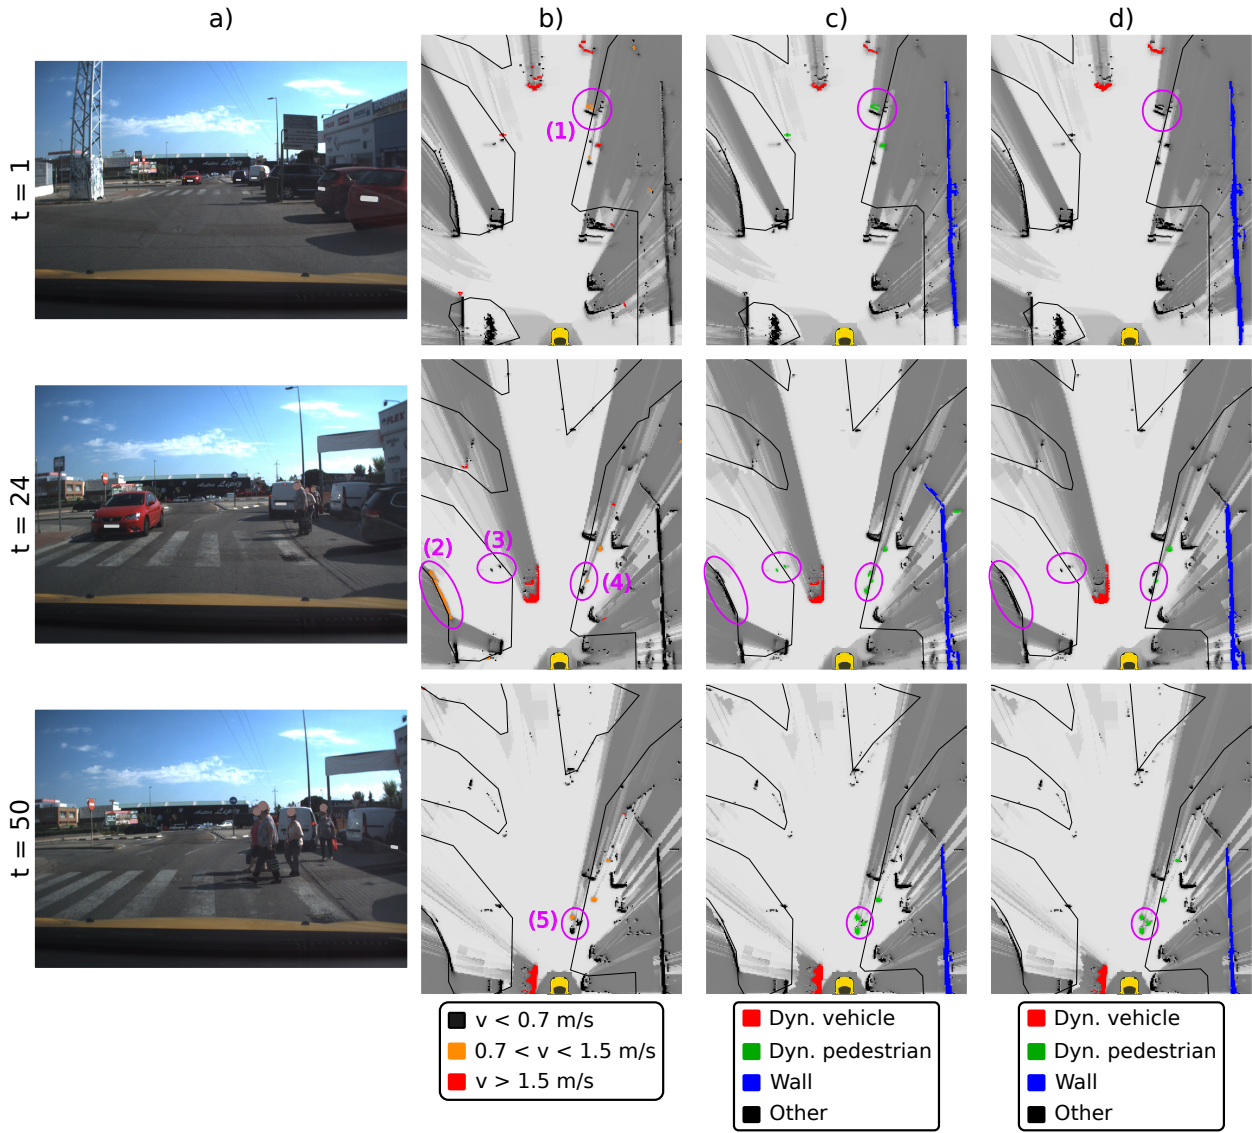 a)
b)
c)
d)
t = 1
(1)
t = 24
FLEX
(2)
(3)
(4)
t = 50
(5)
v < 0.7 m/s
0.7 < v < 1.5 m/s
v > 1.5 m/s
Dyn. vehicle
Dyn. pedestrian
Wall
Other
Dyn. vehicle
Dyn. pedestrian
Wall
Other